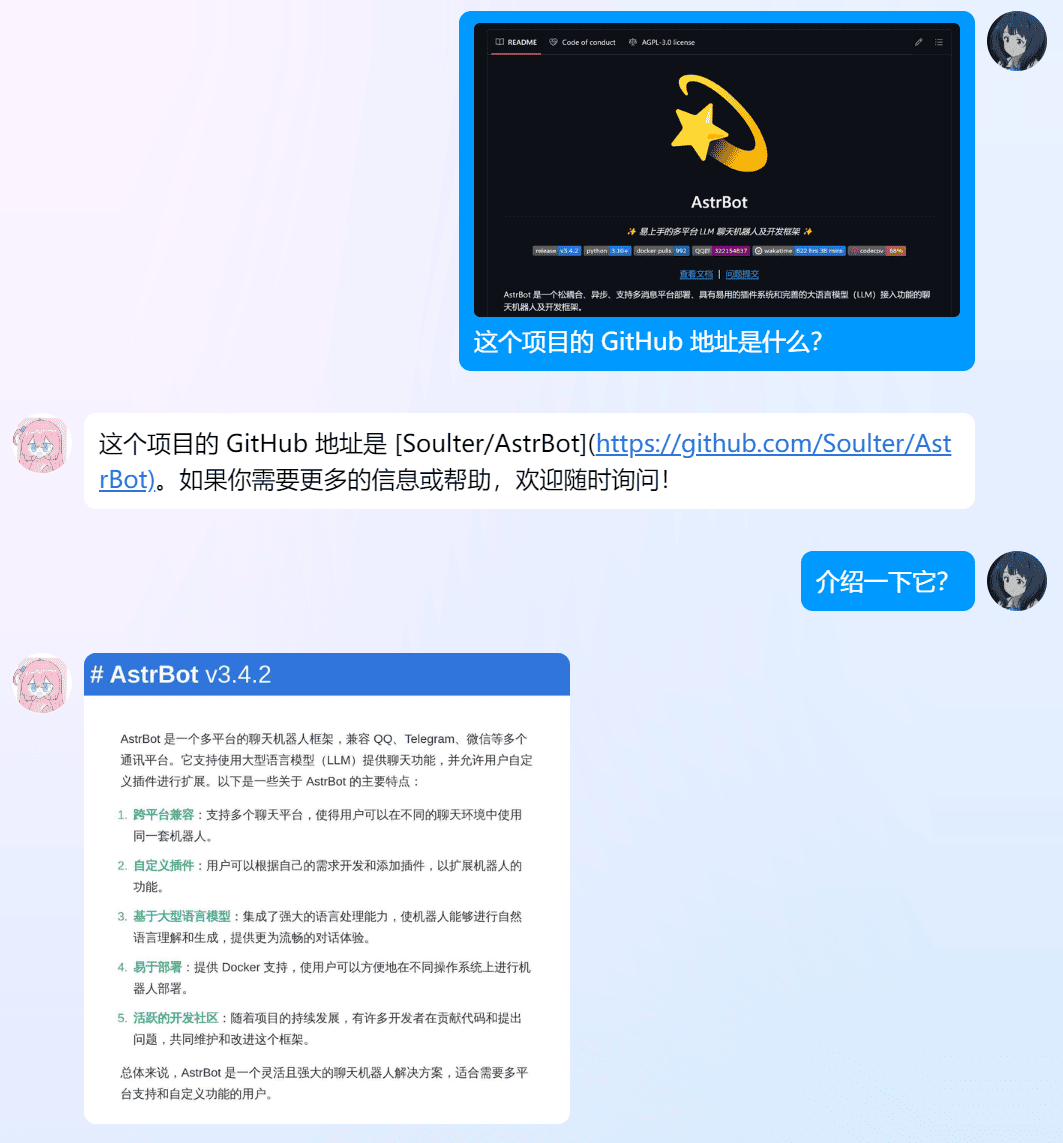 README Code of conduct AGPL-3.0 license
AstrBot
✨ 易上手的多平台 LLM 聊天机器人及开发框架 ✨
release v3.4.2 python 3.10+ docker pulls 992 QQ群 322154837 wakatime 822 hrs 38 mins codecov 68%
查看文档 | 问题提交
AstrBot 是一个松耦合、异步、支持多消息平台部署、具有易用的插件系统和完善的大语言模型（LLM）接入功能的聊
天机器人及开发框架。
这个项目的 GitHub 地址是什么?
这个项目的 GitHub 地址是 [Soulter/AstrBot](https://github.com/Soulter/Ast
rBot)。如果你需要更多的信息或帮助，欢迎随时询问！
介绍一下它?
# AstrBot v3.4.2
AstrBot 是一个多平台的聊天机器人框架，兼容 QQ、Telegram、微信等多个
通讯平台。它支持使用大型语言模型（LLM）提供聊天功能，并允许用户自定
义插件进行扩展。以下是一些关于 AstrBot 的主要特点：
1. 跨平台兼容：支持多个聊天平台，使得用户可以在不同的聊天环境中使用
同一套机器人。
2. 自定义插件：用户可以根据自己的需求开发和添加插件，以扩展机器人的
功能。
3. 基于大型语言模型：集成了强大的语言处理能力，使机器人能够进行自然
语言理解和生成，提供更为流畅的对话体验。
4. 易于部署：提供 Docker 支持，使用户可以方便地在不同操作系统上进行机
器人部署。
5. 活跃的开发社区：随着项目的持续发展，有许多开发者在贡献代码和提出
问题，共同维护和改进这个框架。
总体来说，AstrBot 是一个灵活且强大的聊天机器人解决方案，适合需要多平
台支持和自定义功能的用户。